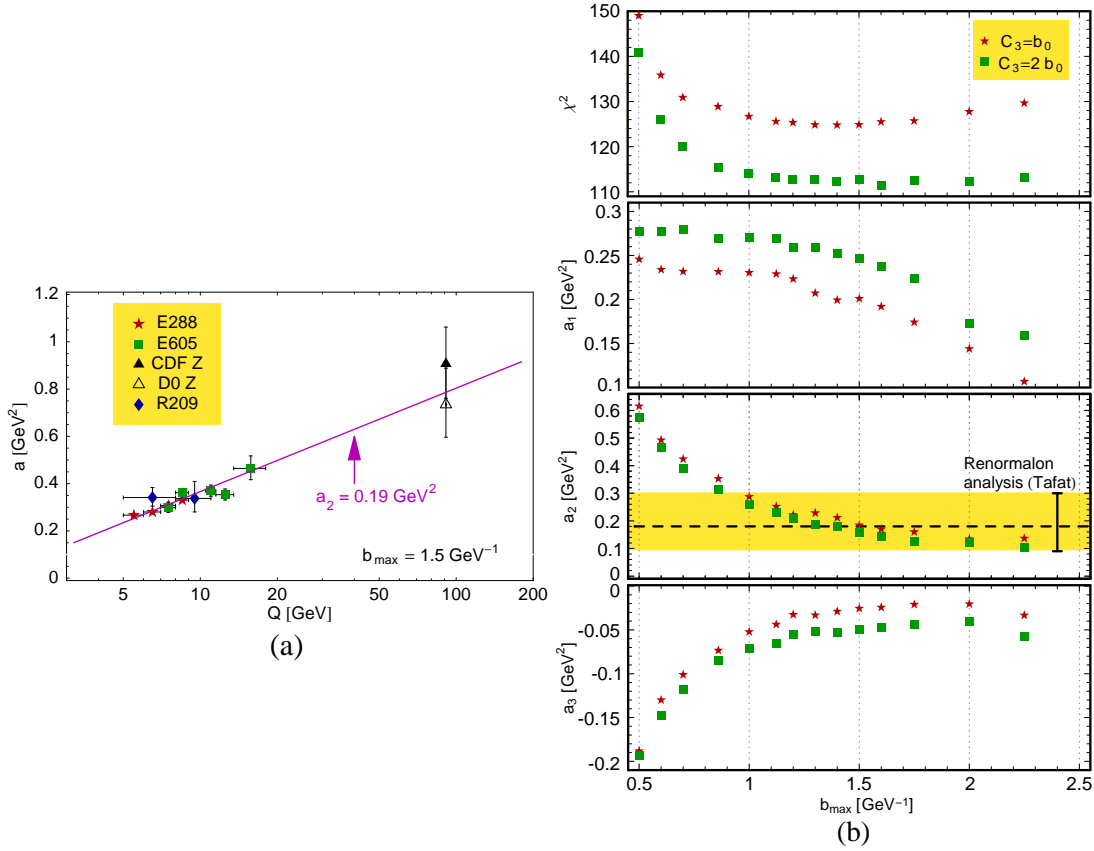 1.2
1
0.8
0.6
0.4
0.2
0
a [GeV²]
E288
E605
CDF Z
D0 Z
R209
a₂ = 0.19 GeV²
b_max = 1.5 GeV⁻¹
5 10 20 50 100 200
Q [GeV]
(a)
150
140
130
120
110
χ²
C₃=b₀
C₃=2 b₀
0.3
0.25
0.2
0.15
0.1
a₁ [GeV²]
0.6
0.5
0.4
0.3
0.2
0.1
0
a₂ [GeV²]
Renormalon
analysis (Tafat)
0
-0.05
-0.1
-0.15
-0.2
a₃ [GeV²]
0.5 1 1.5 2 2.5
b_max [GeV⁻¹]
(b)